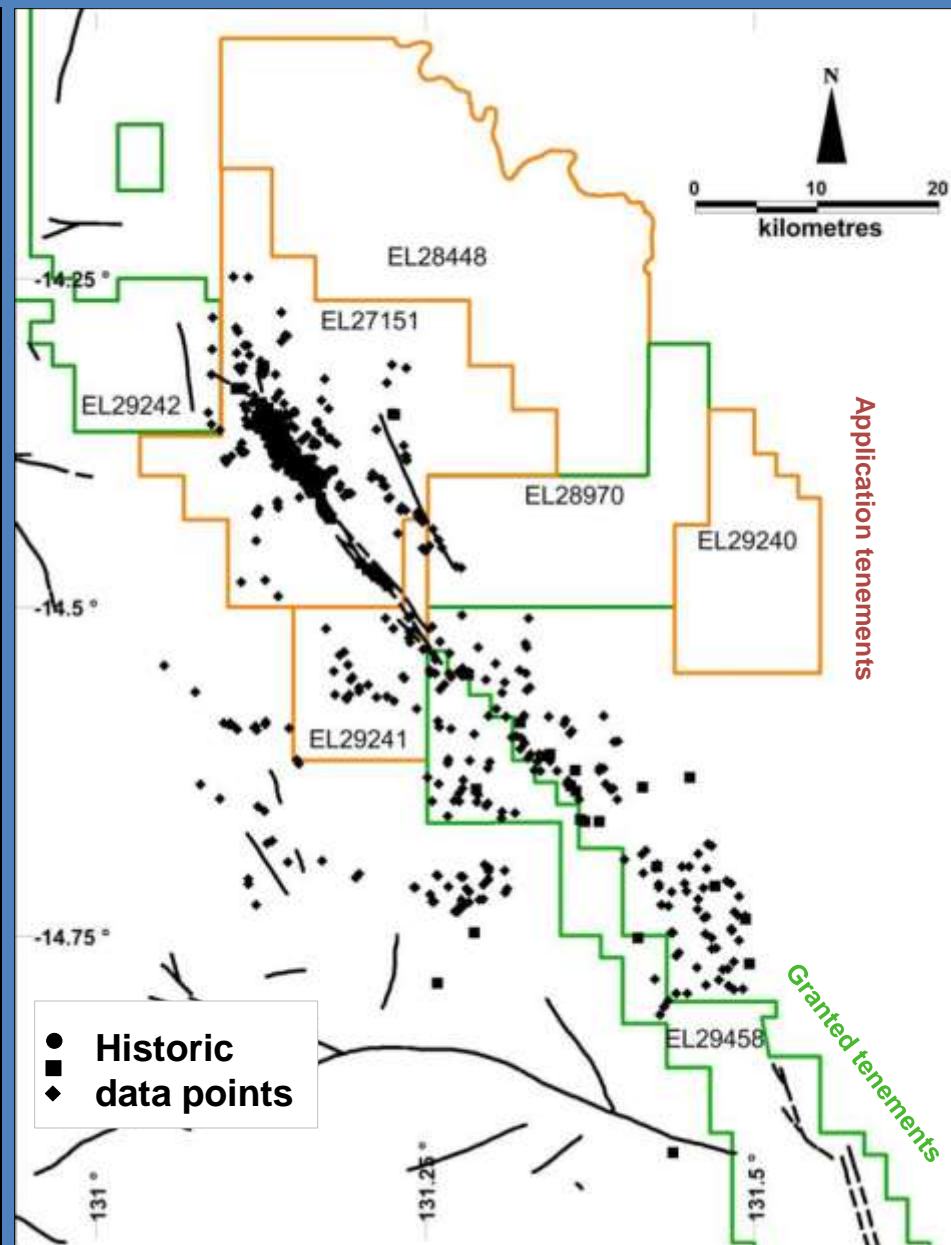 N
0 10 20
kilometres
EL28448
-14.25 °
EL27151
EL29242
EL28970
EL29240
Application tenements
-14.5 °
EL29241
-14.75 °
Granted tenements
Historic
data points
EL29458
131 °
131.25 °
131.5 °